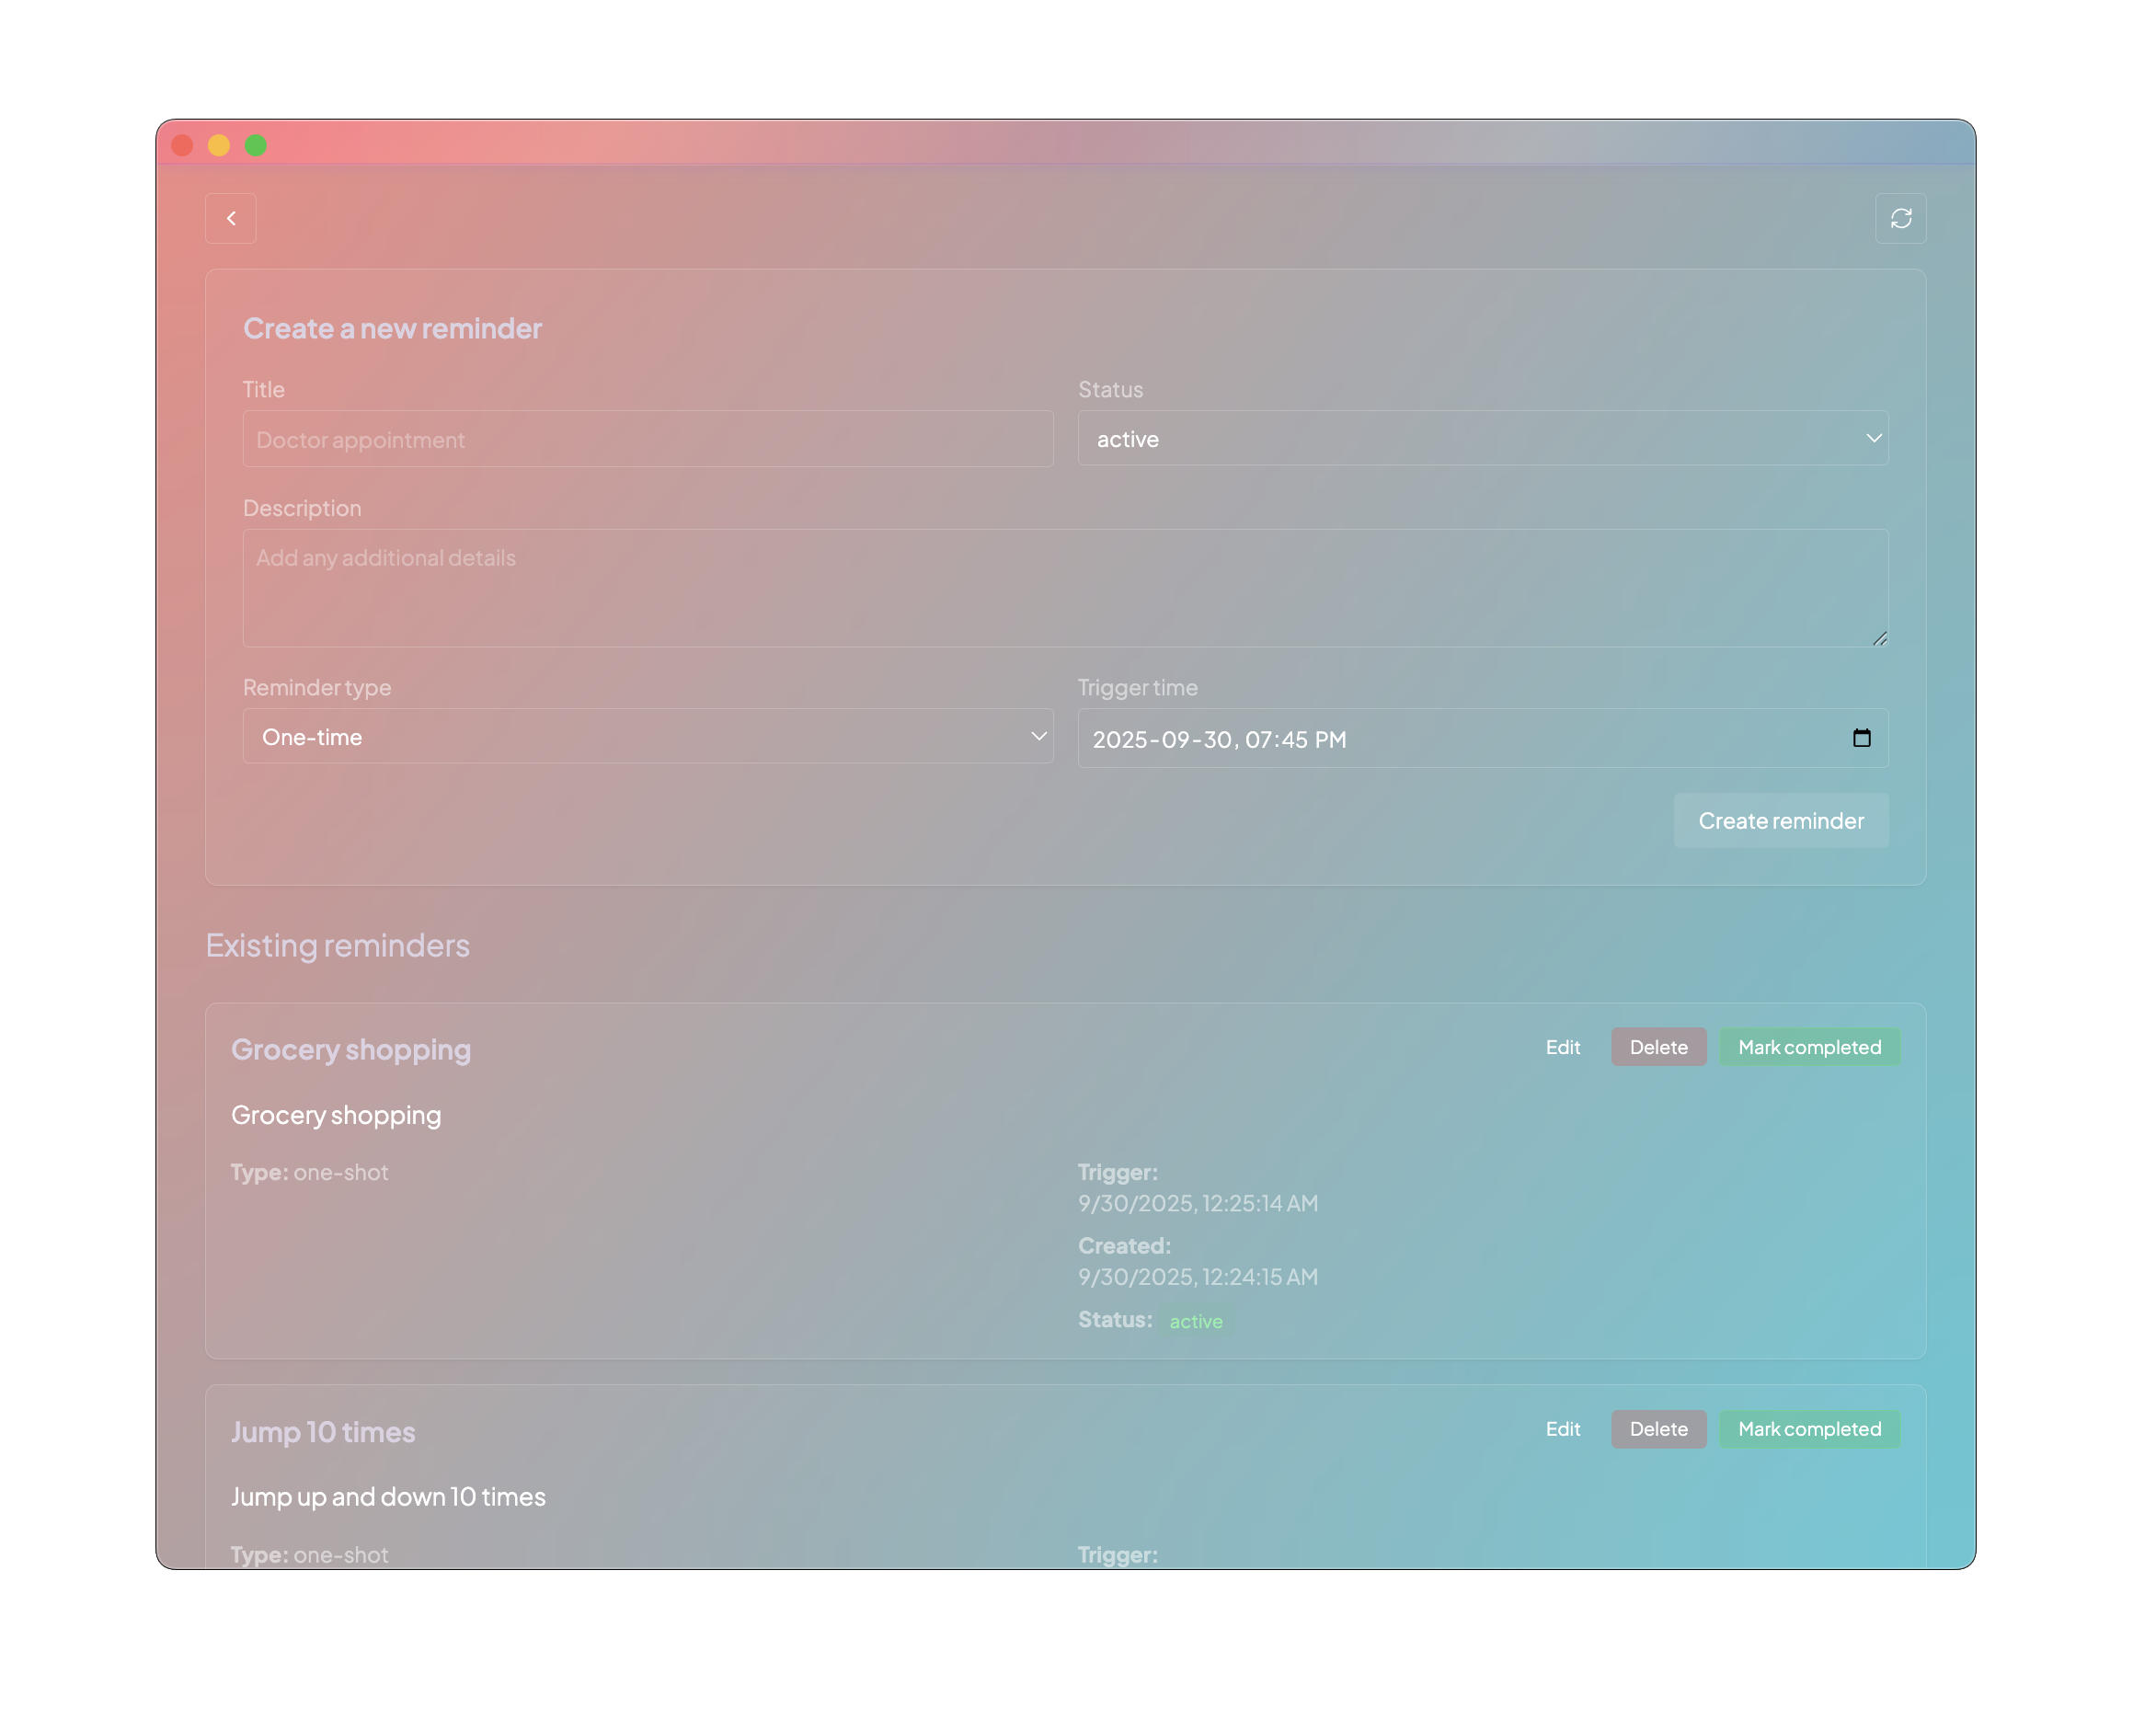 Create a new reminder
Title
Status
Doctor appointment
active
Description
Add any additional details
Reminder type
Trigger time
One-time
2025-09-30, 07:45 PM
Create reminder
Existing reminders
Grocery shopping
Edit
Delete
Mark completed
Grocery shopping
Type: one-shot
Trigger:
9/30/2025, 12:25:14 AM
Created:
9/30/2025, 12:24:15 AM
Status: active
Jump 10 times
Edit
Delete
Mark completed
Jump up and down 10 times
Type: one-shot
Trigger: